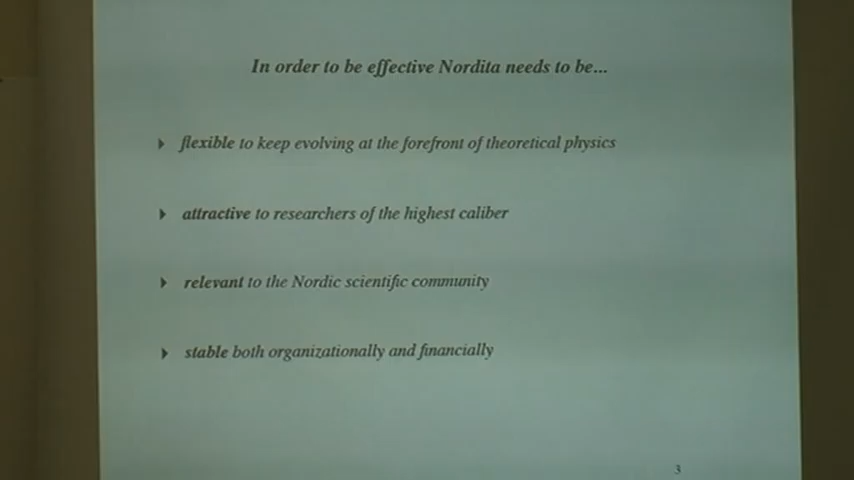 In order to be effective Nordita needs to be...
flexible to keep evolving at the forefront of theoretical physics
attractive to researchers of the highest caliber
relevant to the Nordic scientific community
stable both organizationally and financially
3